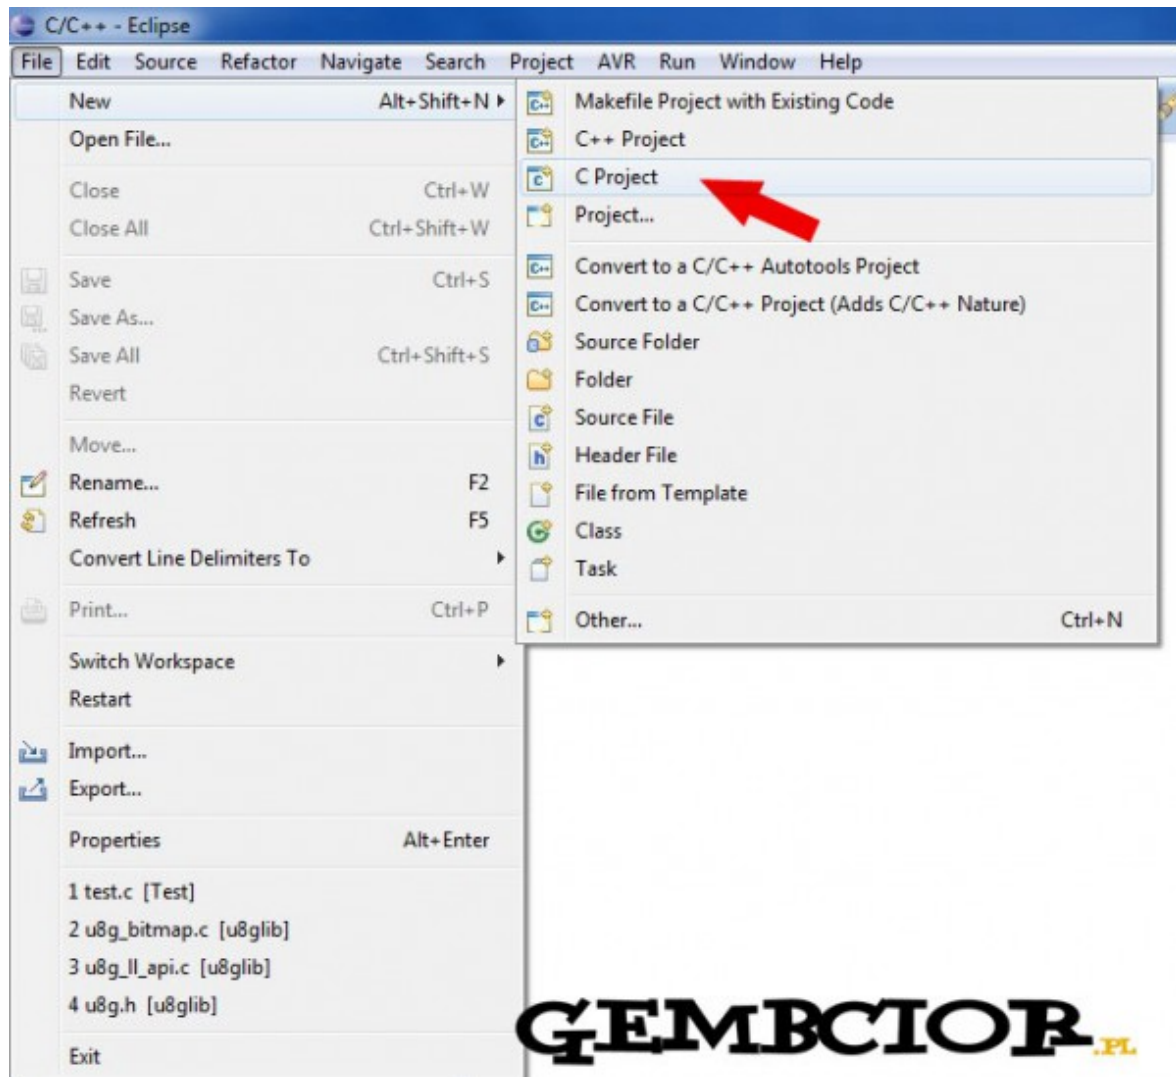 C/C++ - Eclipse
File Edit Source Refactor Navigate Search Project AVR Run Window Help
New Alt+Shift+N
Open File...
Close Ctrl+W
Close All Ctrl+Shift+W
Save Ctrl+S
Save As...
Save All Ctrl+Shift+S
Revert
Move...
Rename... F2
Refresh F5
Convert Line Delimiters To
Print... Ctrl+P
Switch Workspace
Restart
Import...
Export...
Properties Alt+Enter
1 test.c [Test]
2 u8g_bitmap.c [u8glib]
3 u8g_ll_api.c [u8glib]
4 u8g.h [u8glib]
Exit
Makefile Project with Existing Code
C++ Project
C Project
Project...
Convert to a C/C++ Autotools Project
Convert to a C/C++ Project (Adds C/C++ Nature)
Source Folder
Folder
Source File
Header File
File from Template
Class
Task
Other... Ctrl+N
GEMBCIOR.PL